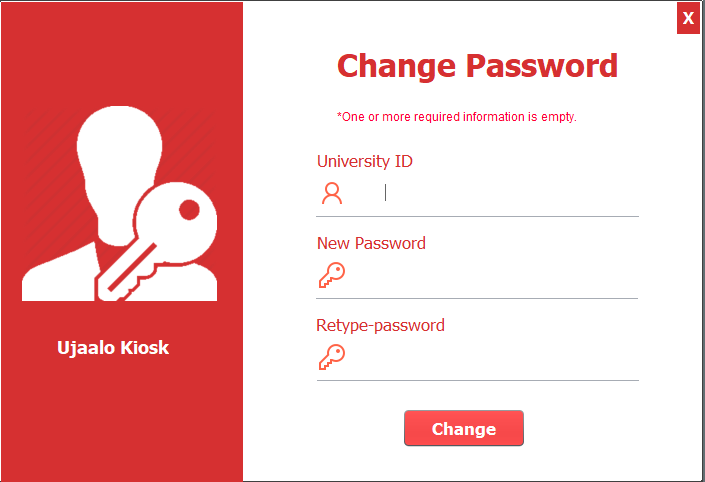 X
Change Password
*One or more required information is empty.
University ID
New Password
Retype-password
Ujaalo Kiosk
Change